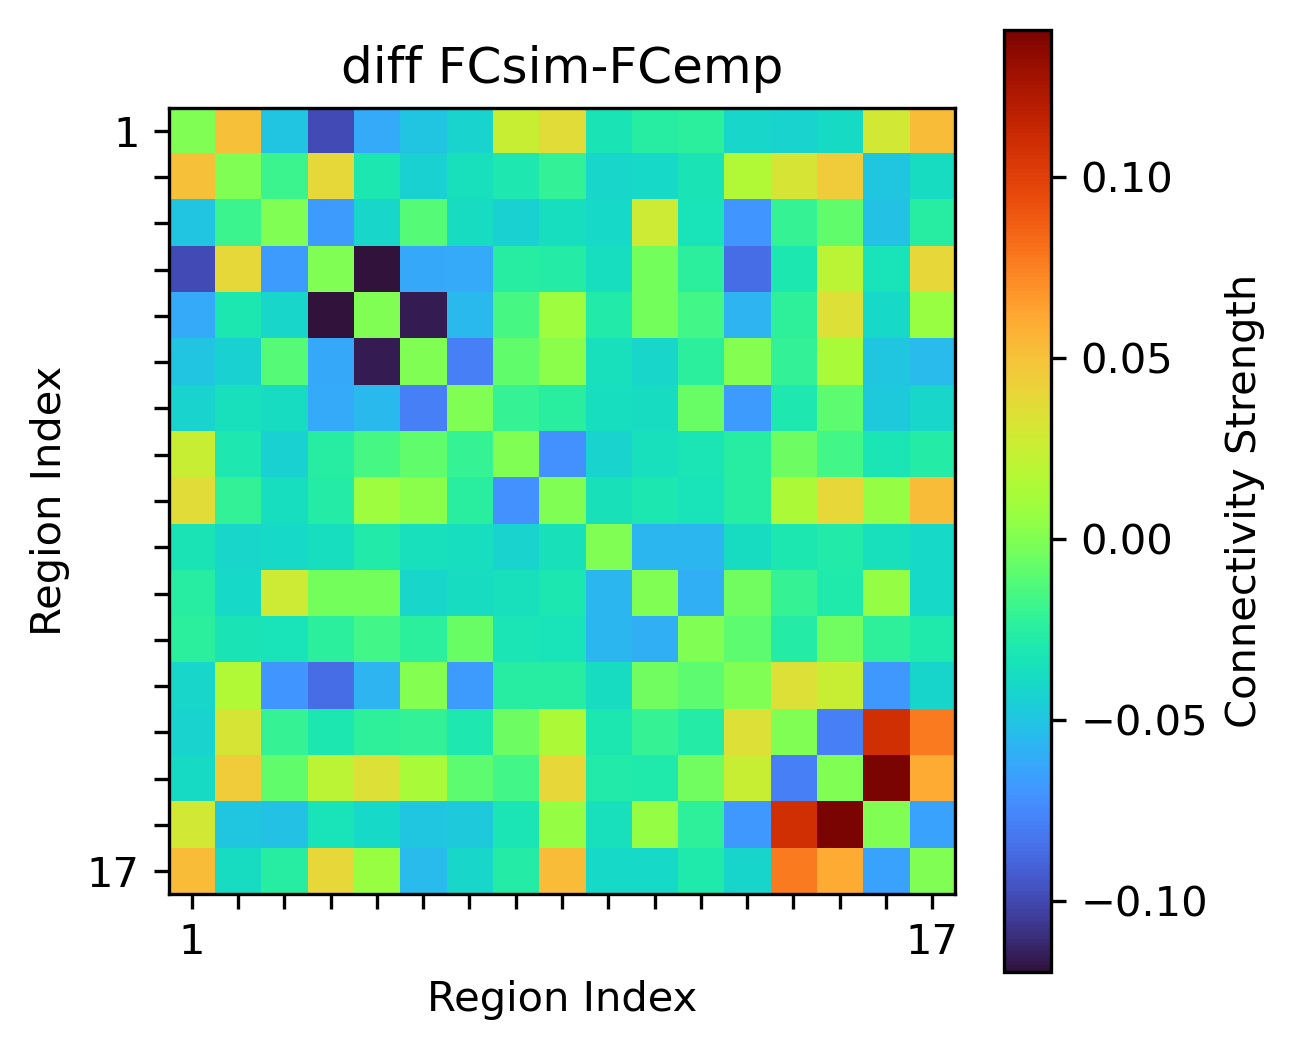 diff FCsim-FCemp
1
17
Region Index
1
17
Region Index
0.10
0.05
0.00
−0.05
−0.10
Connectivity Strength